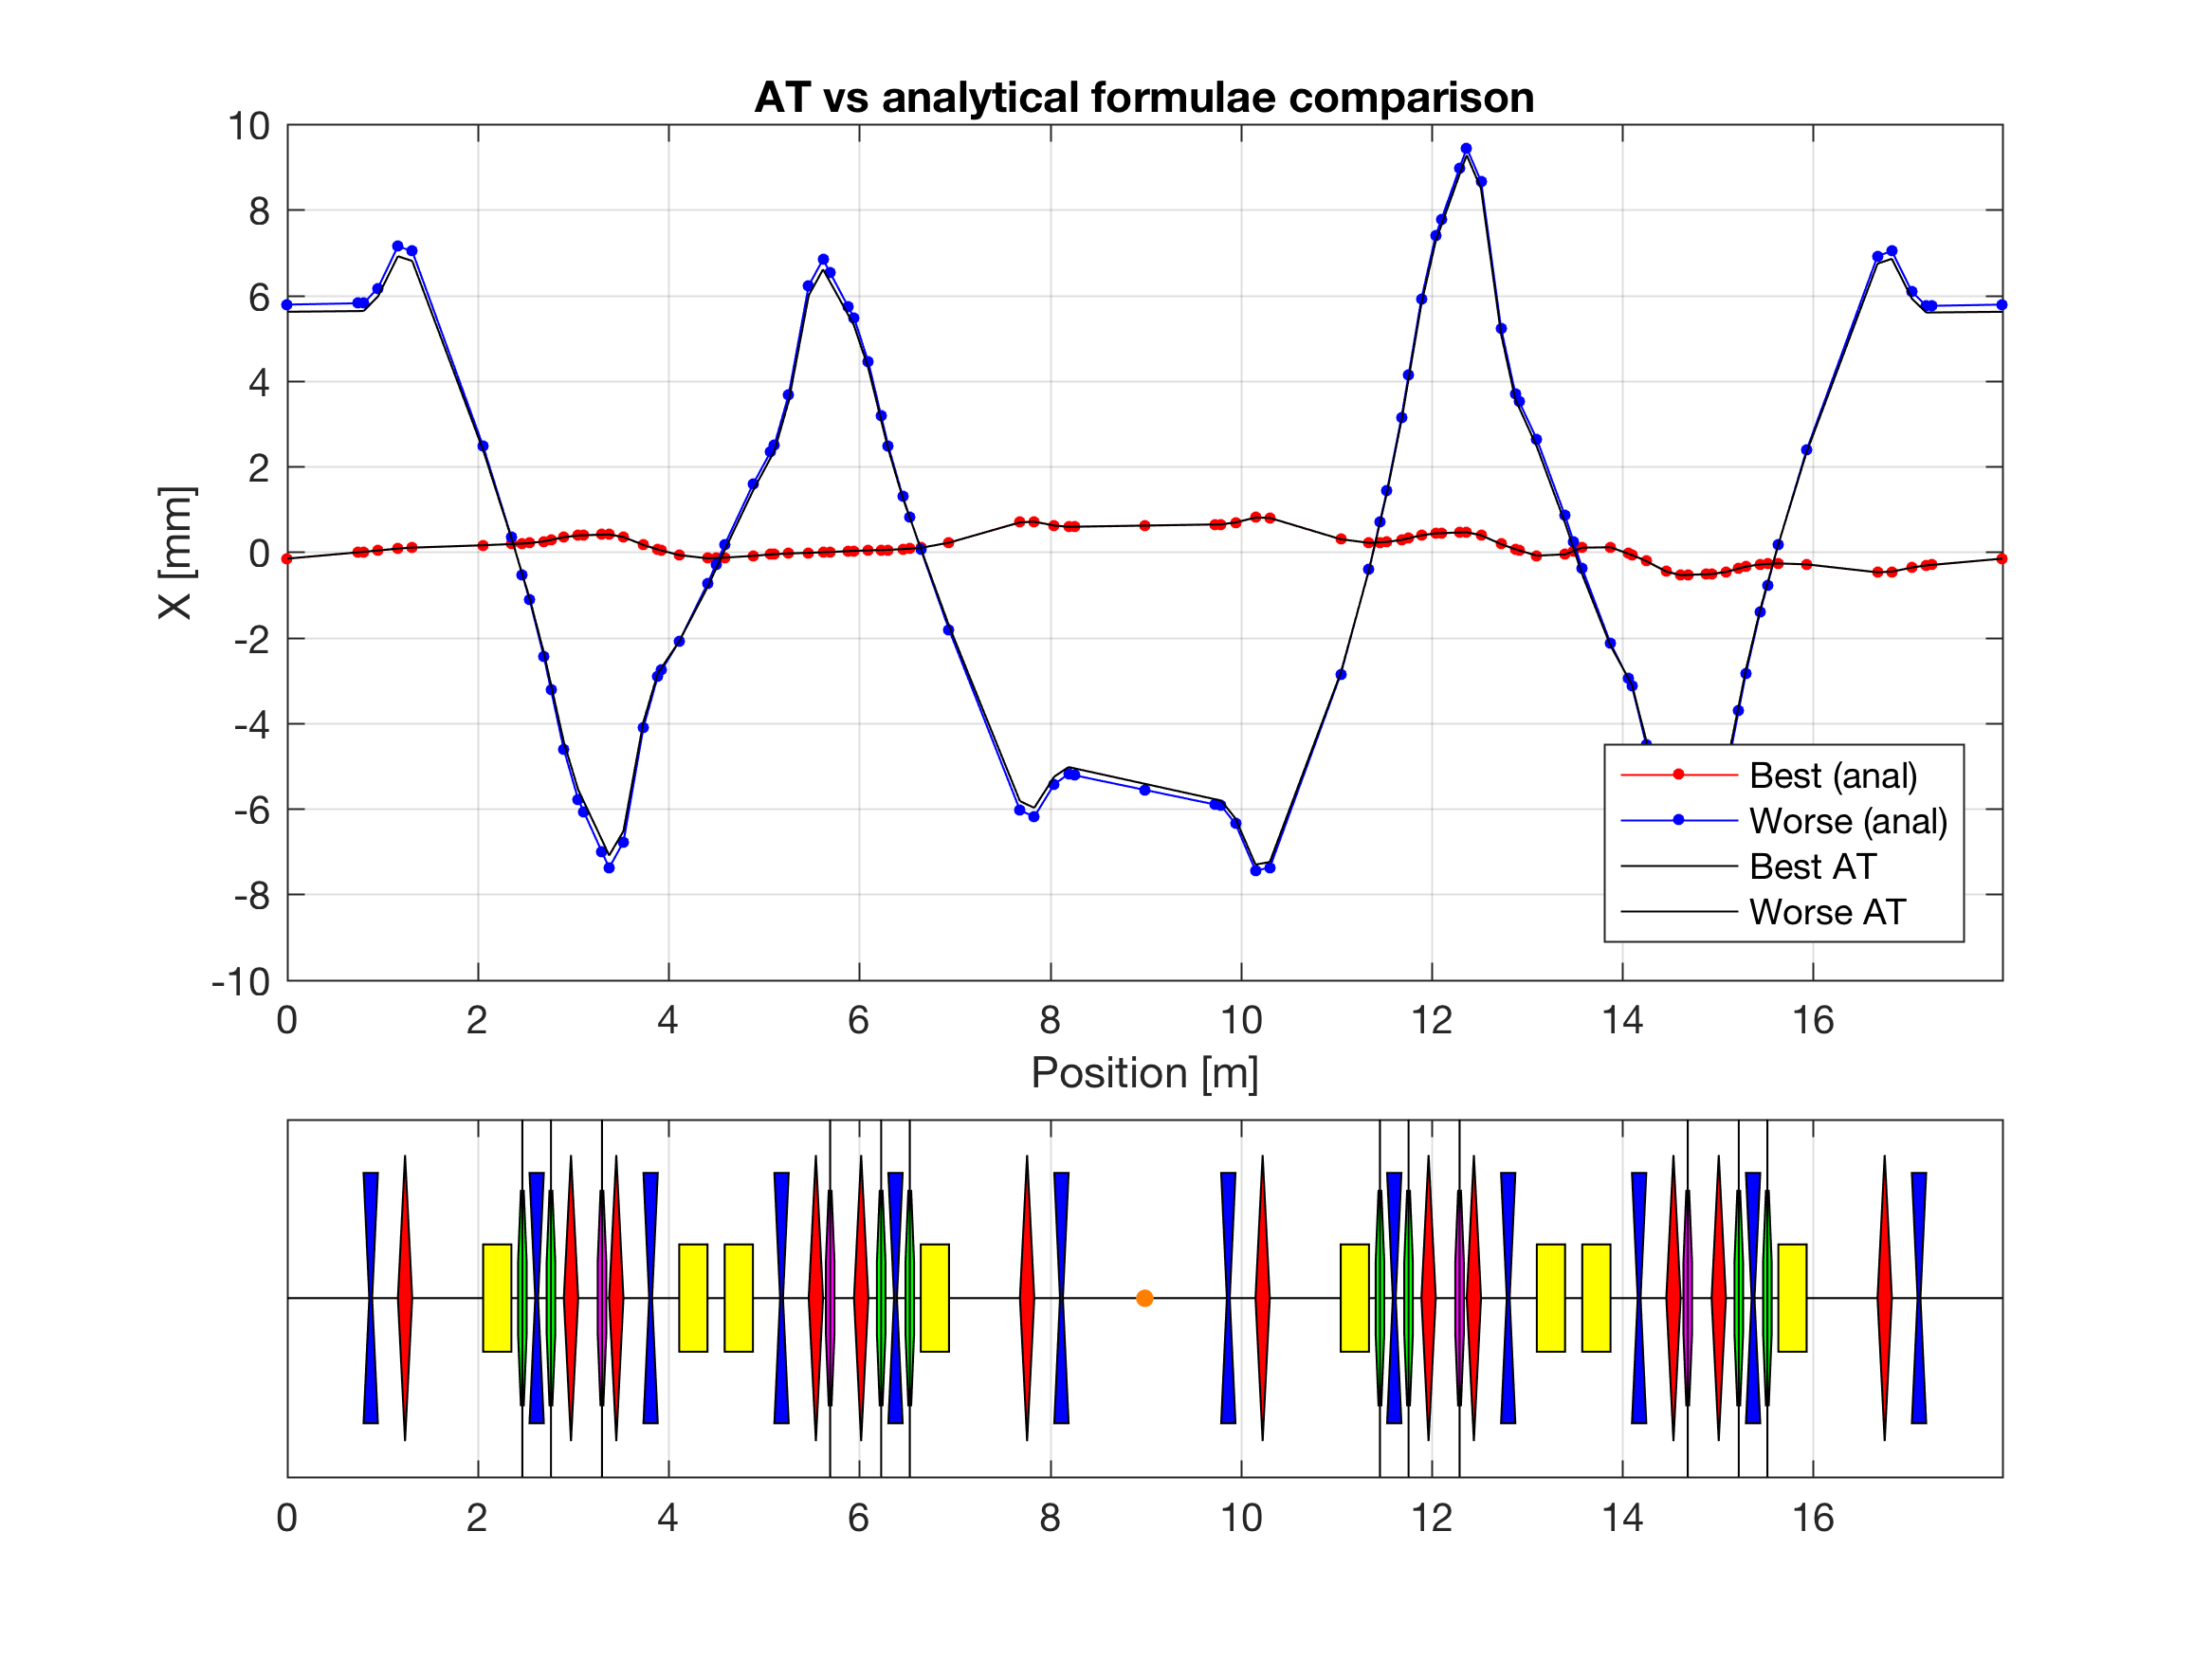 AT vs analytical formulae comparison
10
8
6
4
2
0
-2
-4
-6
-8
-10
X [mm]
Best (anal)
Worse (anal)
Best AT
Worse AT
0 2 4 6 8 10 12 14 16
Position [m]
0 2 4 6 8 10 12 14 16